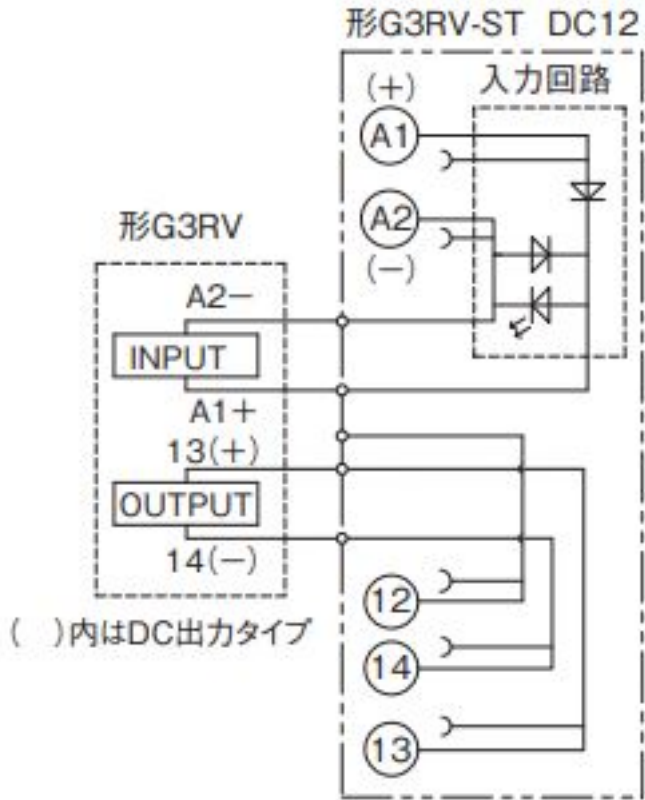 形G3RV-ST DC12
(+)
入力回路
A1
A2
(−)
形G3RV
A2−
INPUT
A1+
13(+)
OUTPUT
14(−)
12
14
13
( )内はDC出力タイプ